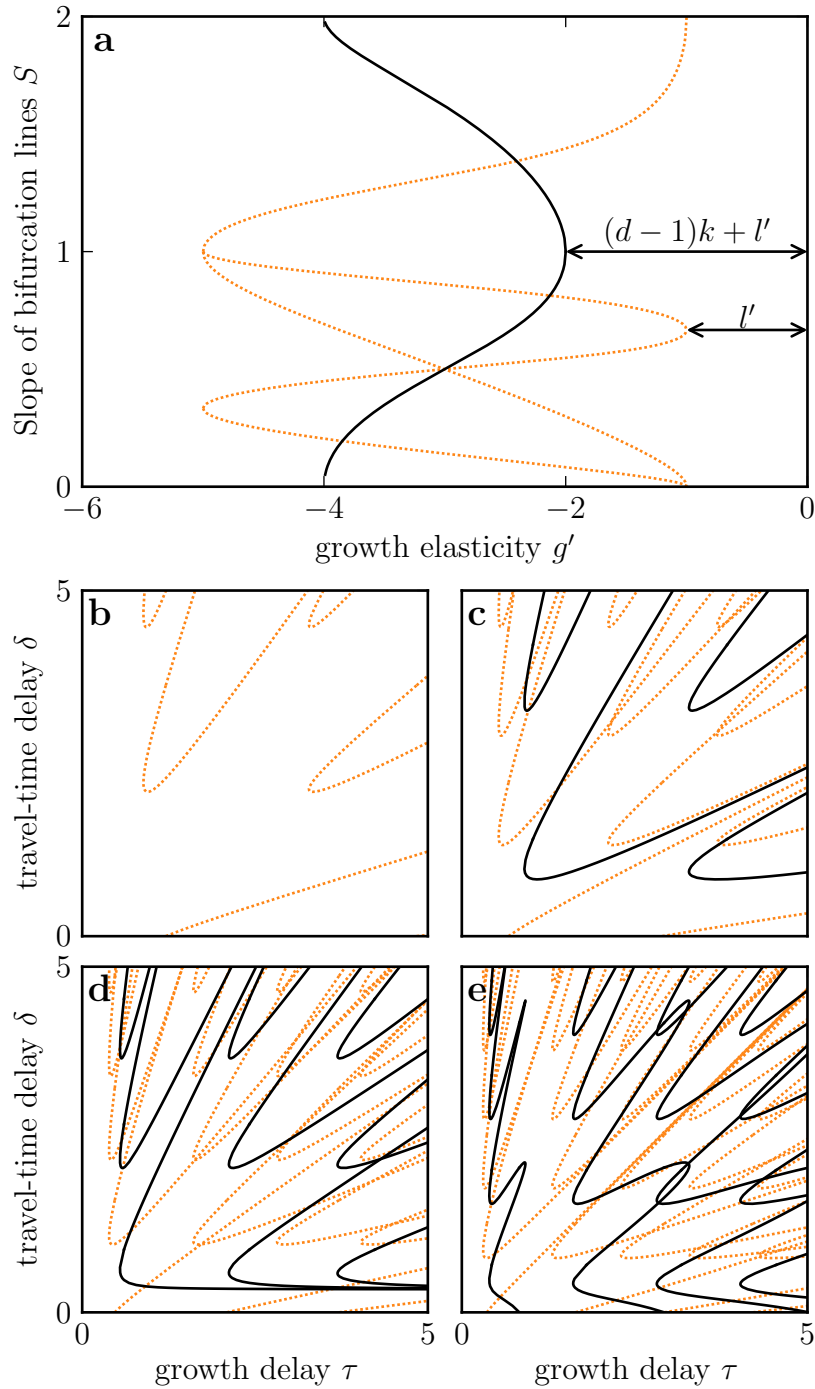 a
2
1
0
Slope of bifurcation lines S
(d − 1)k + l′
l′
−6 −4 −2 0
growth elasticity g′
b c
5
0
travel-time delay δ
d e
5
0
travel-time delay δ
0 5 0 5
growth delay τ growth delay τ